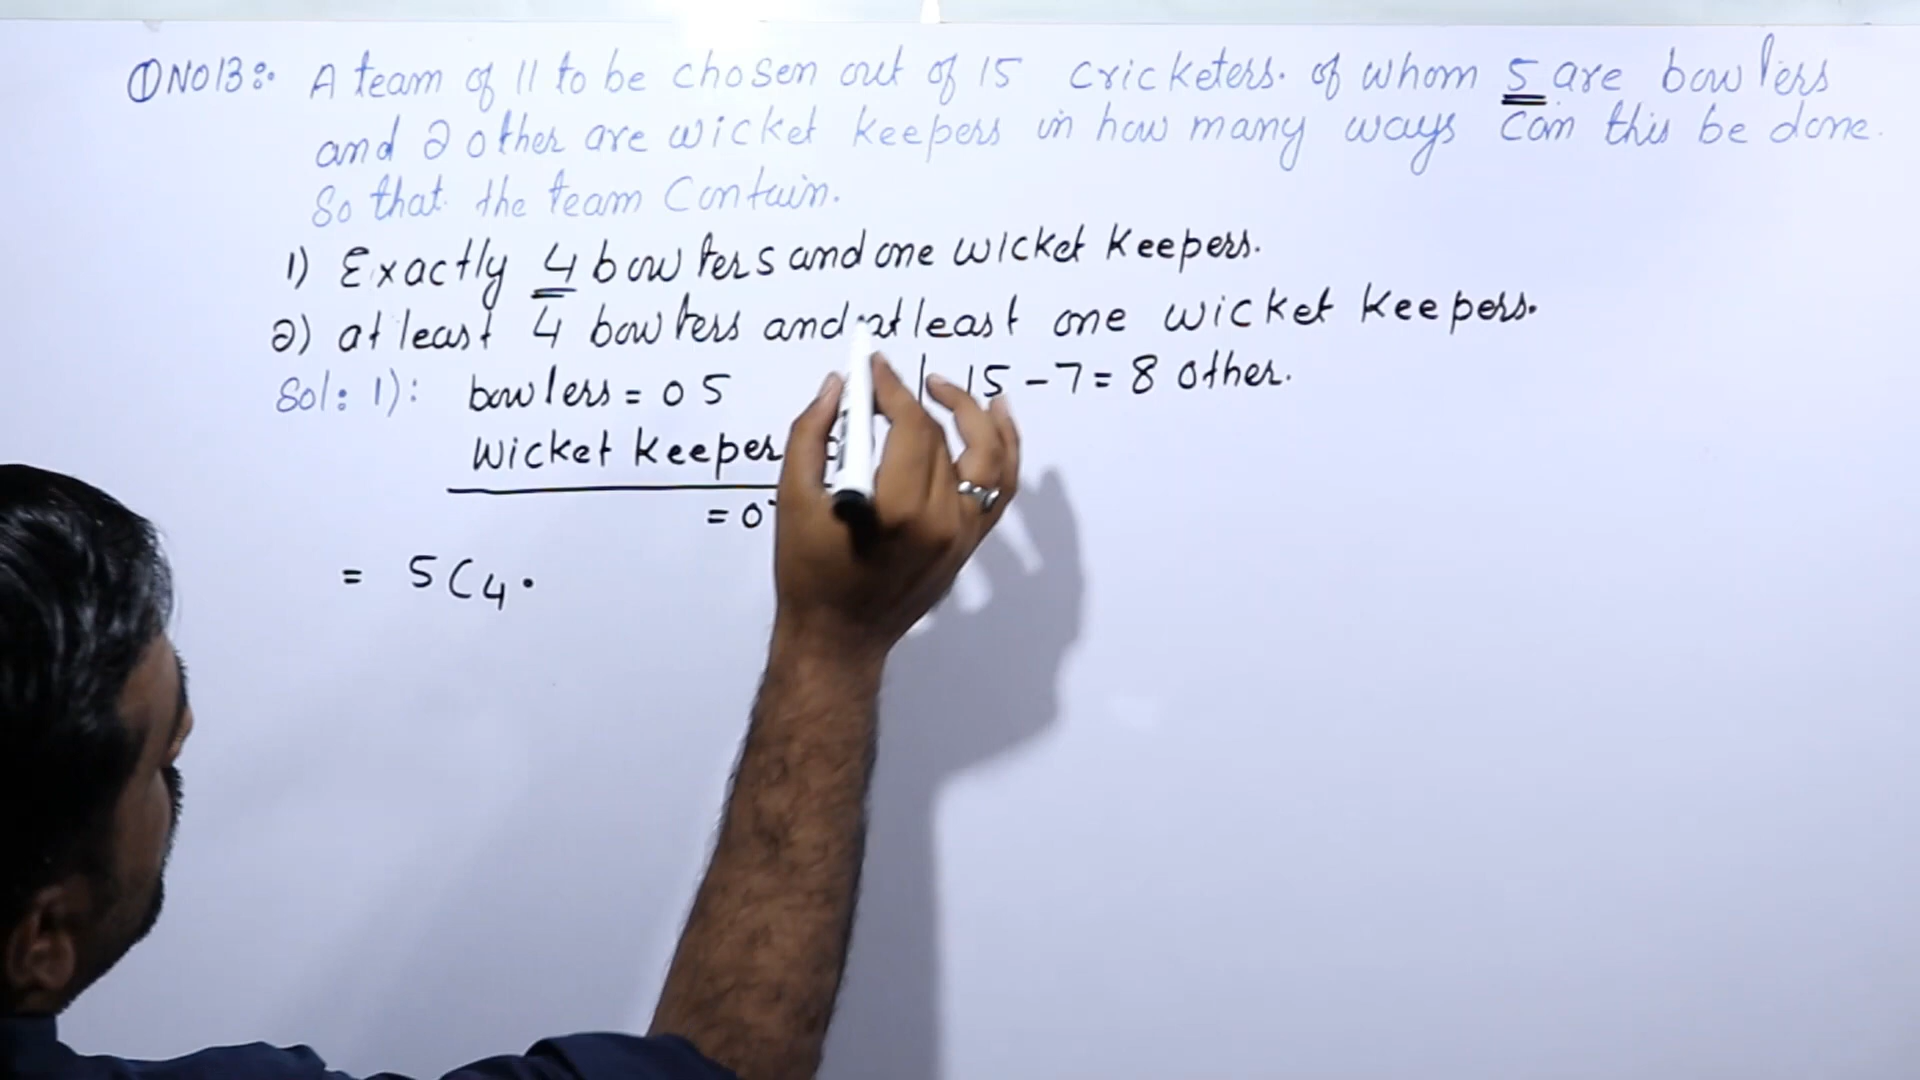 QNO13:- A team of 11 to be chosen out of 15 cricketers. of whom 5 are bowlers
and 2 other are wicket keepers in how many ways can this be done.
So that the team Contain.
1) Exactly 4 bowlers and one wicket keepers.
2) at least 4 bowlers and at least one wicket keepers.
Sol: 1): bowlers = 05 15 - 7 = 8 other.
Wicket keeper =
= 0
= 5C4.